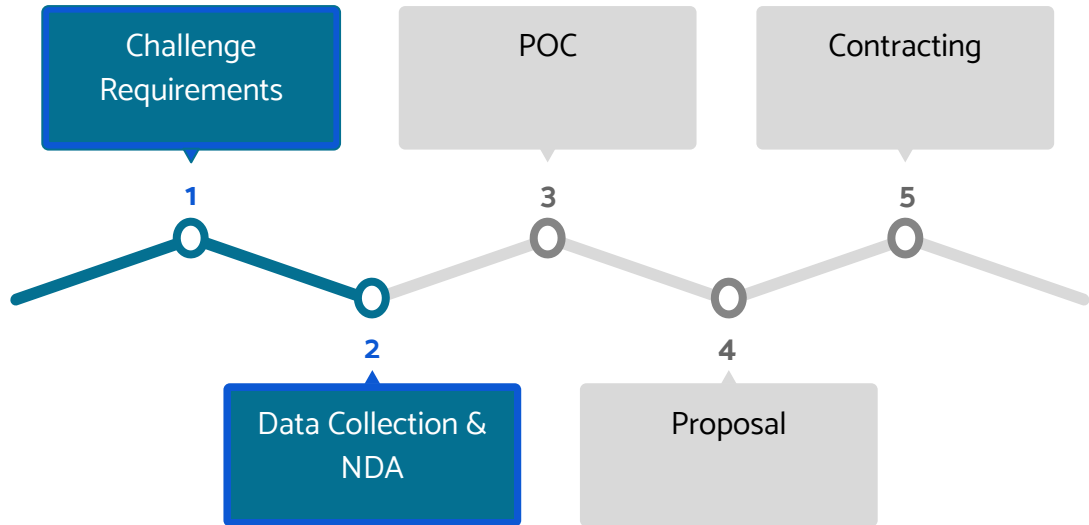 Challenge
Requirements
POC
Contracting
1
3
5
2
4
Data Collection &
NDA
Proposal